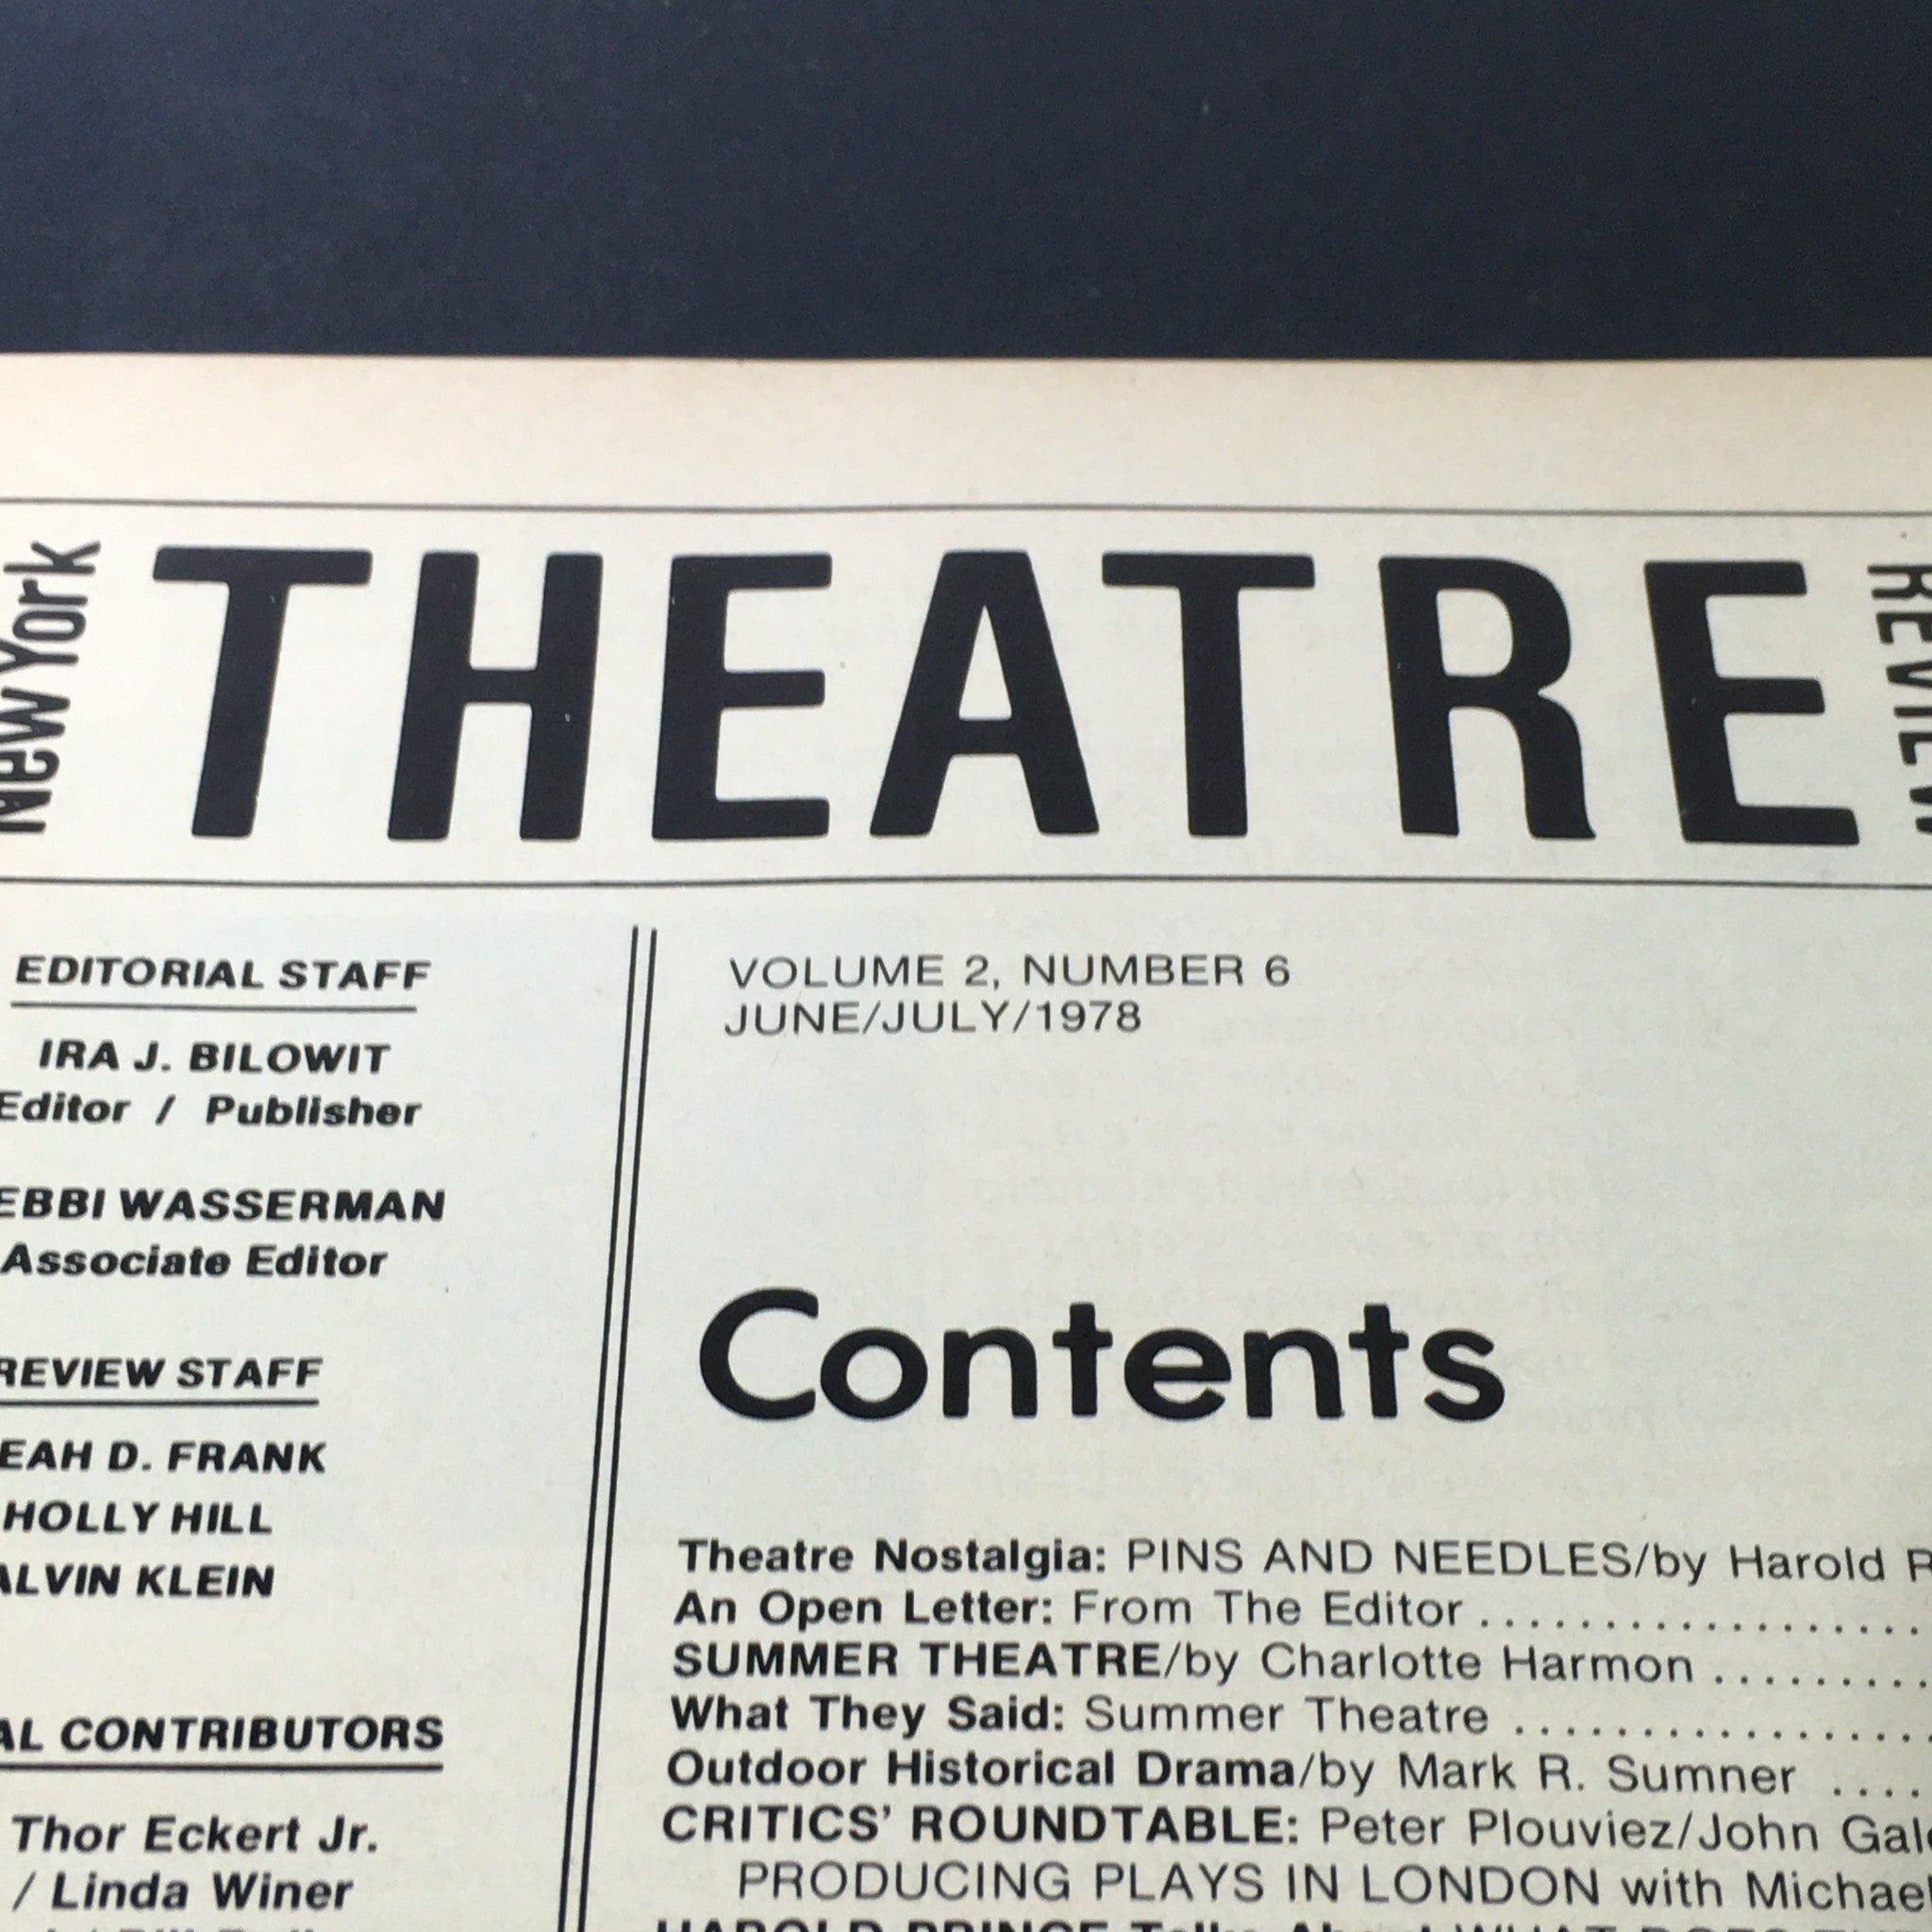 New York THEATRE REVIEW
EDITORIAL STAFF
IRA J. BILOWIT
Editor / Publisher
EBBI WASSERMAN
Associate Editor
REVIEW STAFF
EAH D. FRANK
HOLLY HILL
ALVIN KLEIN
AL CONTRIBUTORS
Thor Eckert Jr.
/ Linda Winer
VOLUME 2, NUMBER 6
JUNE/JULY/1978
Contents
Theatre Nostalgia: PINS AND NEEDLES/by Harold R
An Open Letter: From The Editor
SUMMER THEATRE/by Charlotte Harmon
What They Said: Summer Theatre
Outdoor Historical Drama/by Mark R. Sumner
CRITICS' ROUNDTABLE: Peter Plouviez/John Gal
PRODUCING PLAYS IN LONDON with Michael